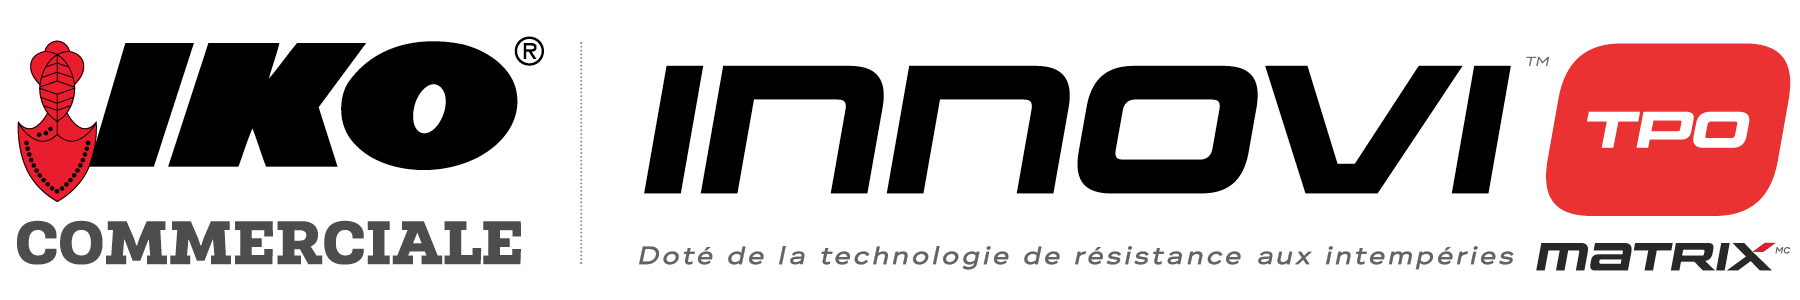 IKO®
COMMERCIALE
INNOVI™
TPO
Doté de la technologie de résistance aux intempéries
MATRIX MC